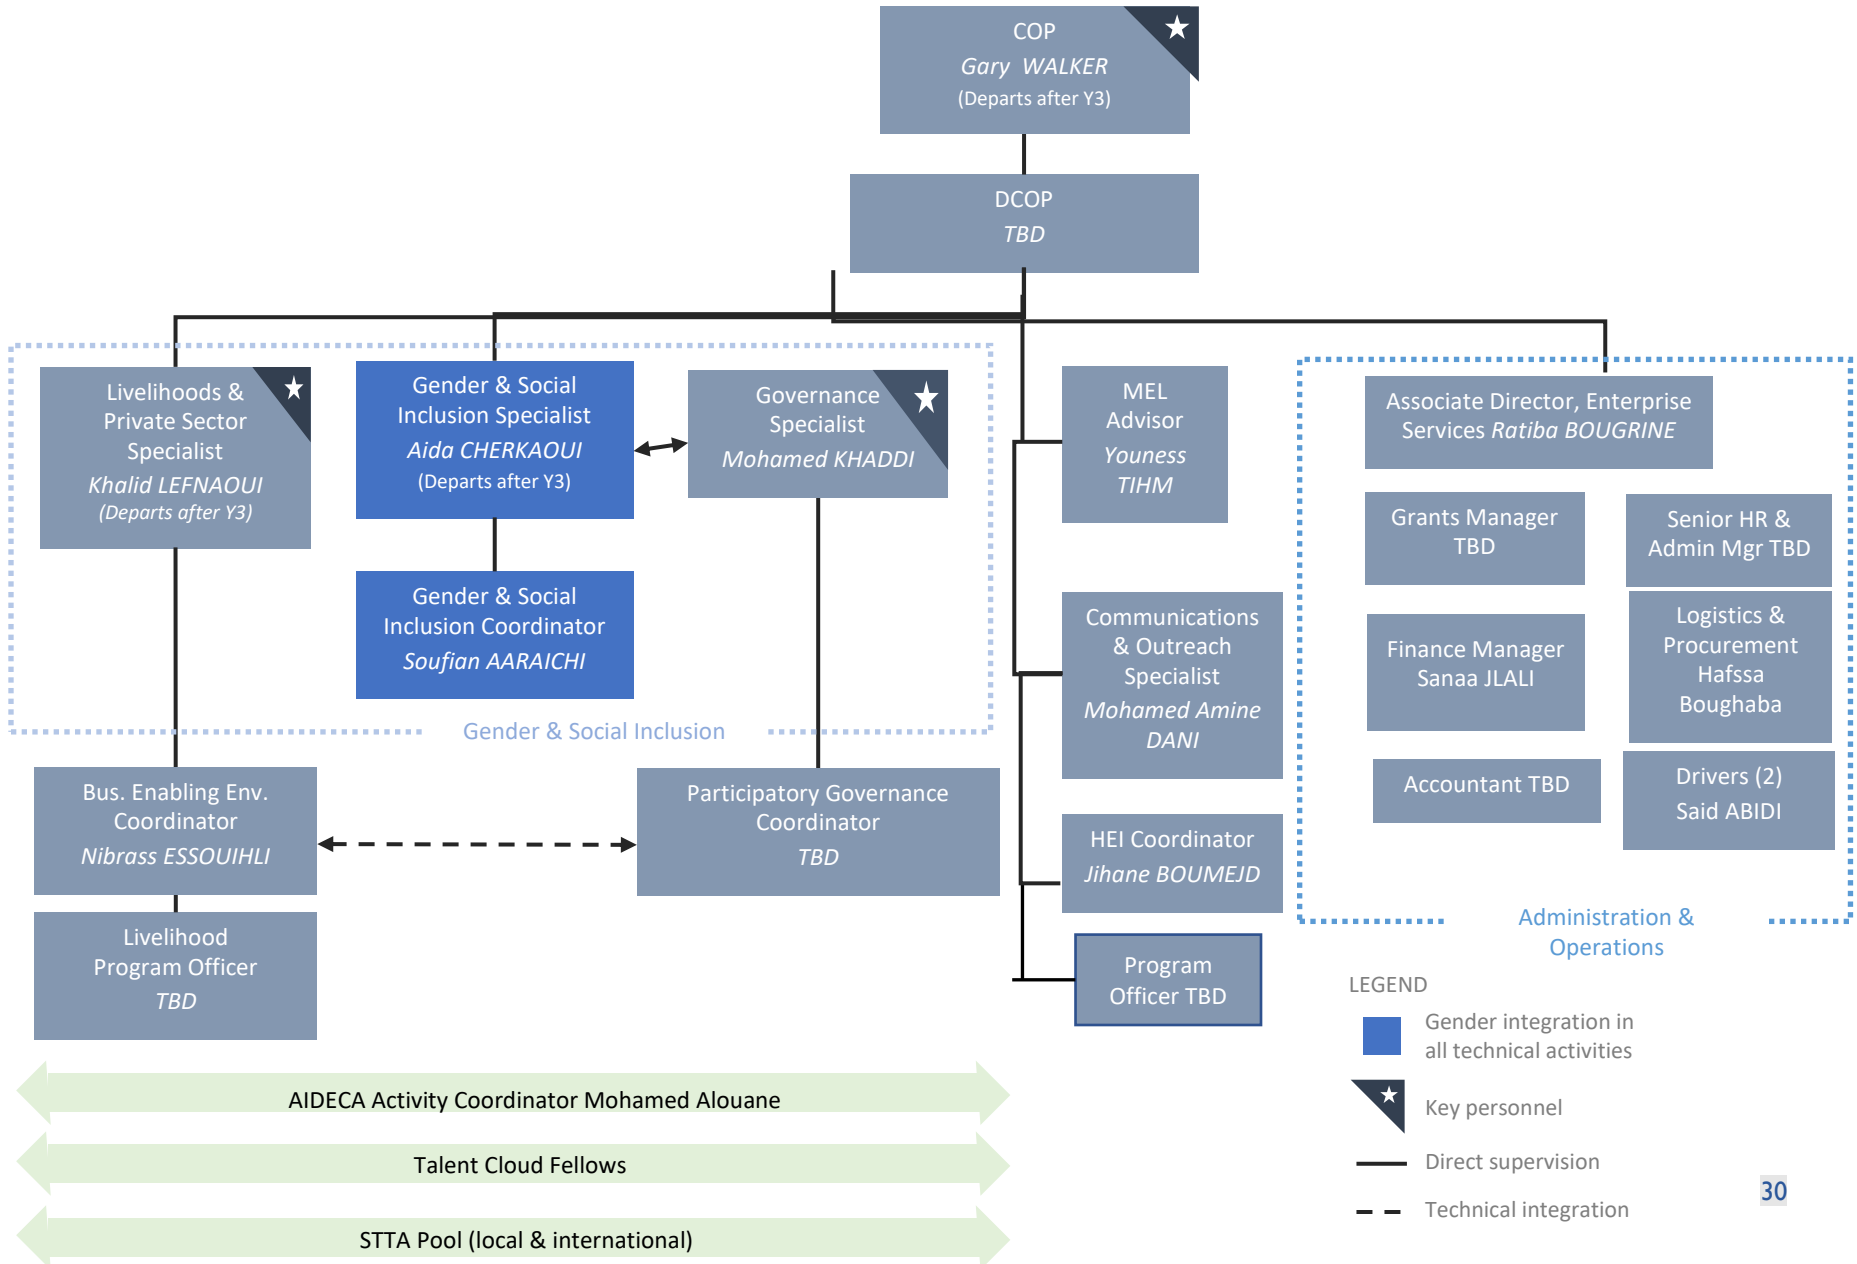 COP
Gary WALKER
(Departs after Y3)
DCOP
TBD
Livelihoods &
Private Sector
Specialist
Khalid LEFNAOUI
(Departs after Y3)
Gender & Social
Inclusion Specialist
Aida CHERKAOUI
(Departs after Y3)
Governance
Specialist
Mohamed KHADDI
Gender & Social
Inclusion Coordinator
Soufian AARAICHI
Gender & Social Inclusion
Bus. Enabling Env.
Coordinator
Nibrass ESSOUIHLI
Participatory Governance
Coordinator
TBD
Livelihood
Program Officer
TBD
MEL
Advisor
Youness
TIHM
Communications
& Outreach
Specialist
Mohamed Amine
DANI
HEI Coordinator
Jihane BOUMEJD
Program
Officer TBD
Associate Director, Enterprise
Services Ratiba BOUGRINE
Grants Manager
TBD
Senior HR &
Admin Mgr TBD
Finance Manager
Sanaa JLALI
Logistics &
Procurement
Hafssa
Boughaba
Accountant TBD
Drivers (2)
Said ABIDI
Administration &
Operations
AIDECA Activity Coordinator Mohamed Alouane
Talent Cloud Fellows
STTA Pool (local & international)
LEGEND
Gender integration in
all technical activities
Key personnel
Direct supervision
Technical integration
30